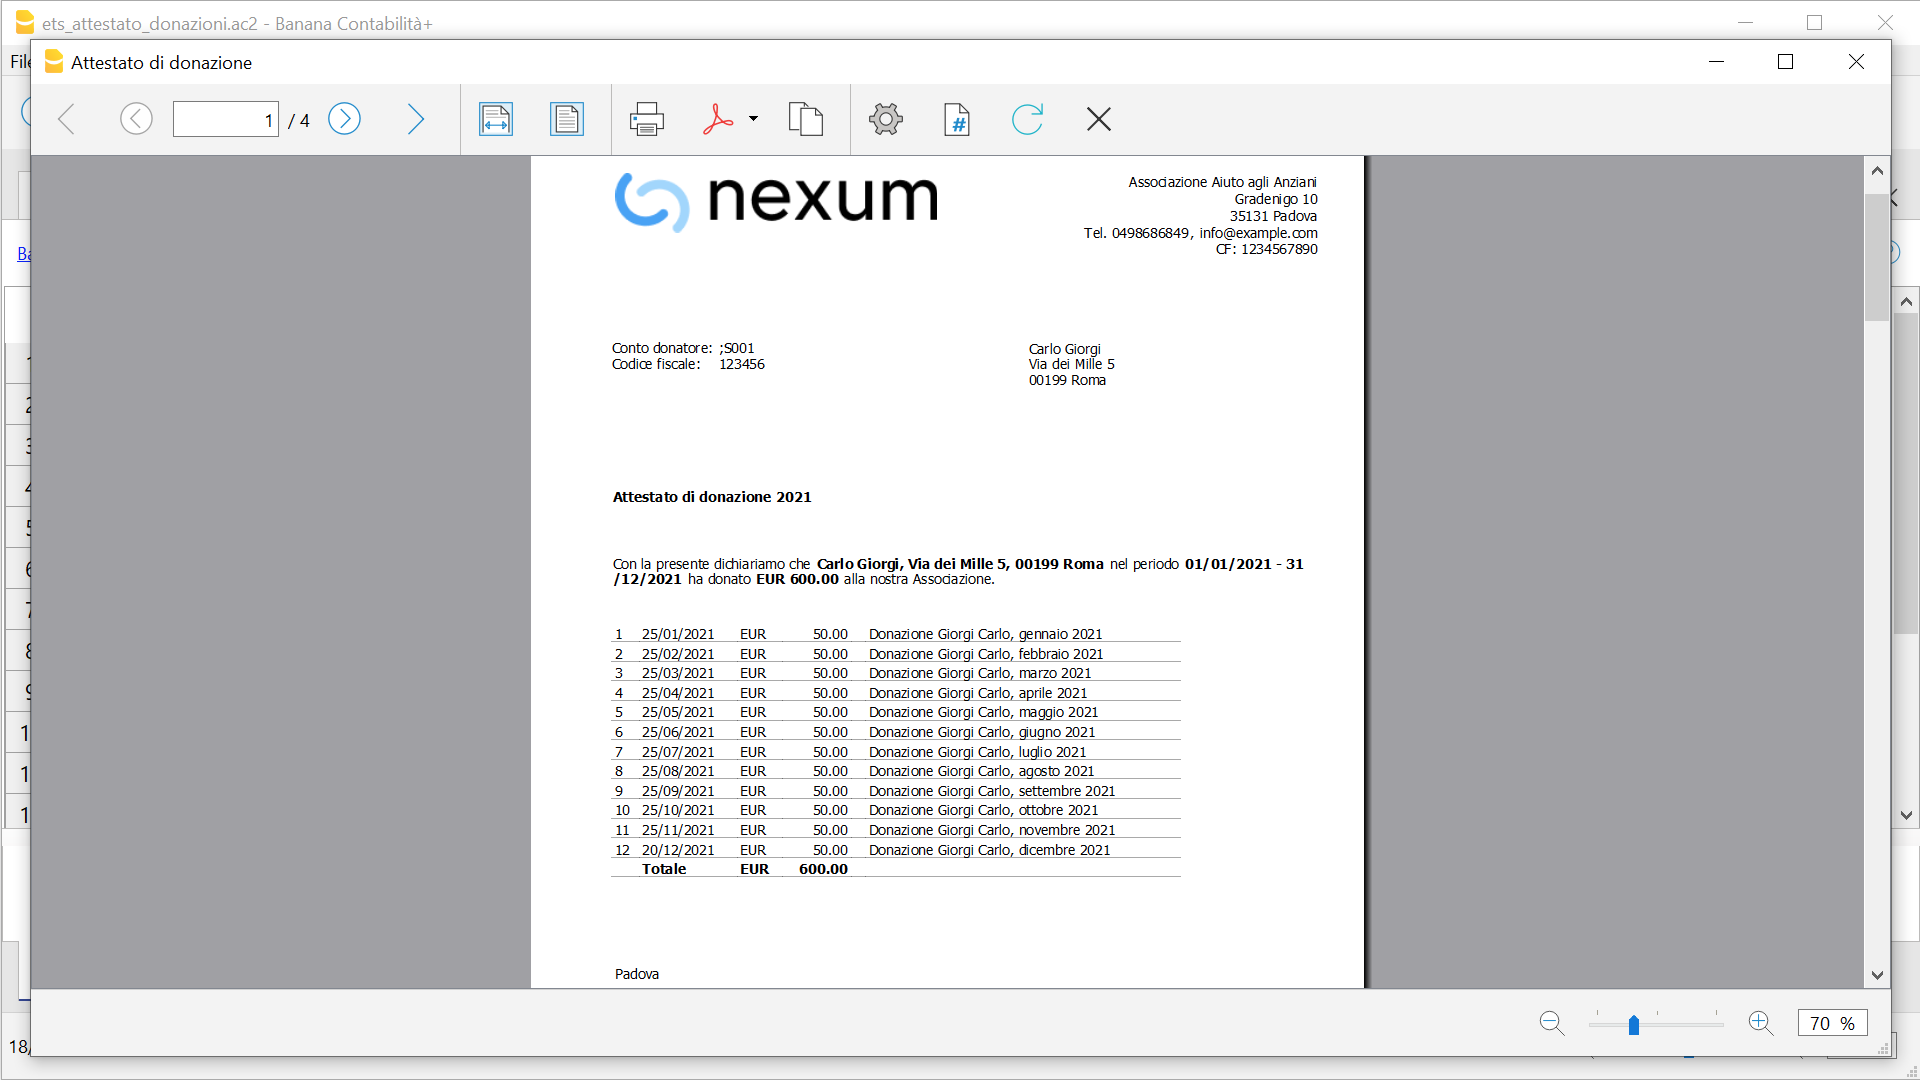 ets_attestato_donazioni.ac2 - Banana Contabilità+
File
Attestato di donazione
1 / 4
nexum
Associazione Aiuto agli Anziani
Gradenigo 10
35131 Padova
Tel. 0498686849, info@example.com
CF: 1234567890
Conto donatore: ;S001
Codice fiscale: 123456
Carlo Giorgi
Via dei Mille 5
00199 Roma
Attestato di donazione 2021
Con la presente dichiariamo che Carlo Giorgi, Via dei Mille 5, 00199 Roma nel periodo 01/01/2021 - 31
/12/2021 ha donato EUR 600.00 alla nostra Associazione.
1 25/01/2021 EUR 50.00 Donazione Giorgi Carlo, gennaio 2021
2 25/02/2021 EUR 50.00 Donazione Giorgi Carlo, febbraio 2021
3 25/03/2021 EUR 50.00 Donazione Giorgi Carlo, marzo 2021
4 25/04/2021 EUR 50.00 Donazione Giorgi Carlo, aprile 2021
5 25/05/2021 EUR 50.00 Donazione Giorgi Carlo, maggio 2021
6 25/06/2021 EUR 50.00 Donazione Giorgi Carlo, giugno 2021
7 25/07/2021 EUR 50.00 Donazione Giorgi Carlo, luglio 2021
8 25/08/2021 EUR 50.00 Donazione Giorgi Carlo, agosto 2021
9 25/09/2021 EUR 50.00 Donazione Giorgi Carlo, settembre 2021
10 25/10/2021 EUR 50.00 Donazione Giorgi Carlo, ottobre 2021
11 25/11/2021 EUR 50.00 Donazione Giorgi Carlo, novembre 2021
12 20/12/2021 EUR 50.00 Donazione Giorgi Carlo, dicembre 2021
Totale EUR 600.00
Padova
70 %